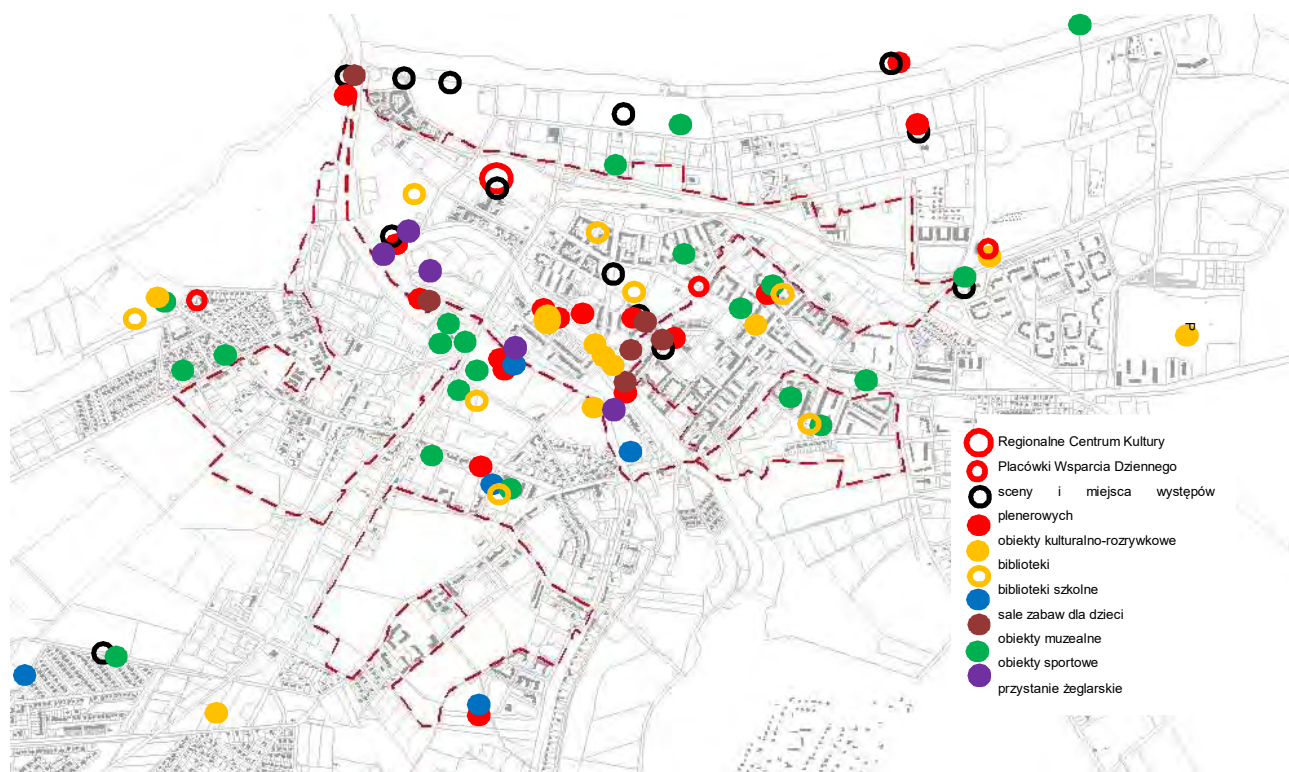 P
Regionalne Centrum Kultury
Placówki Wsparcia Dziennego
sceny i miejsca występów
plenerowych
obiekty kulturalno-rozrywkowe
biblioteki
biblioteki szkolne
sale zabaw dla dzieci
obiekty muzealne
obiekty sportowe
przystanie żeglarskie